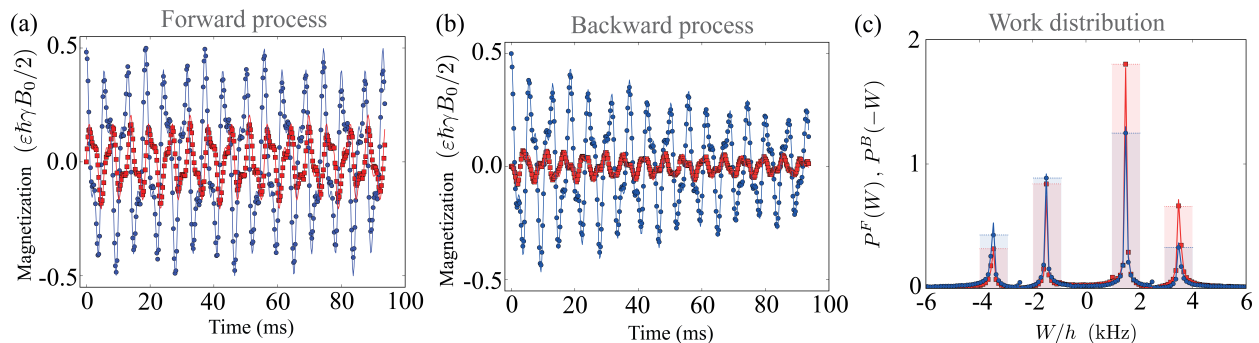 (a) Forward process
Magnetization (εℏγB₀/2)
0.5
0.0
-0.5
0 20 40 60 80 100
Time (ms)
(b) Backward process
Magnetization (εℏγB₀/2)
0.5
0.0
-0.5
0 20 40 60 80 100
Time (ms)
(c) Work distribution
P^F(W), P^B(-W)
2
1
0
-6 -4 -2 0 2 4 6
W/h (kHz)